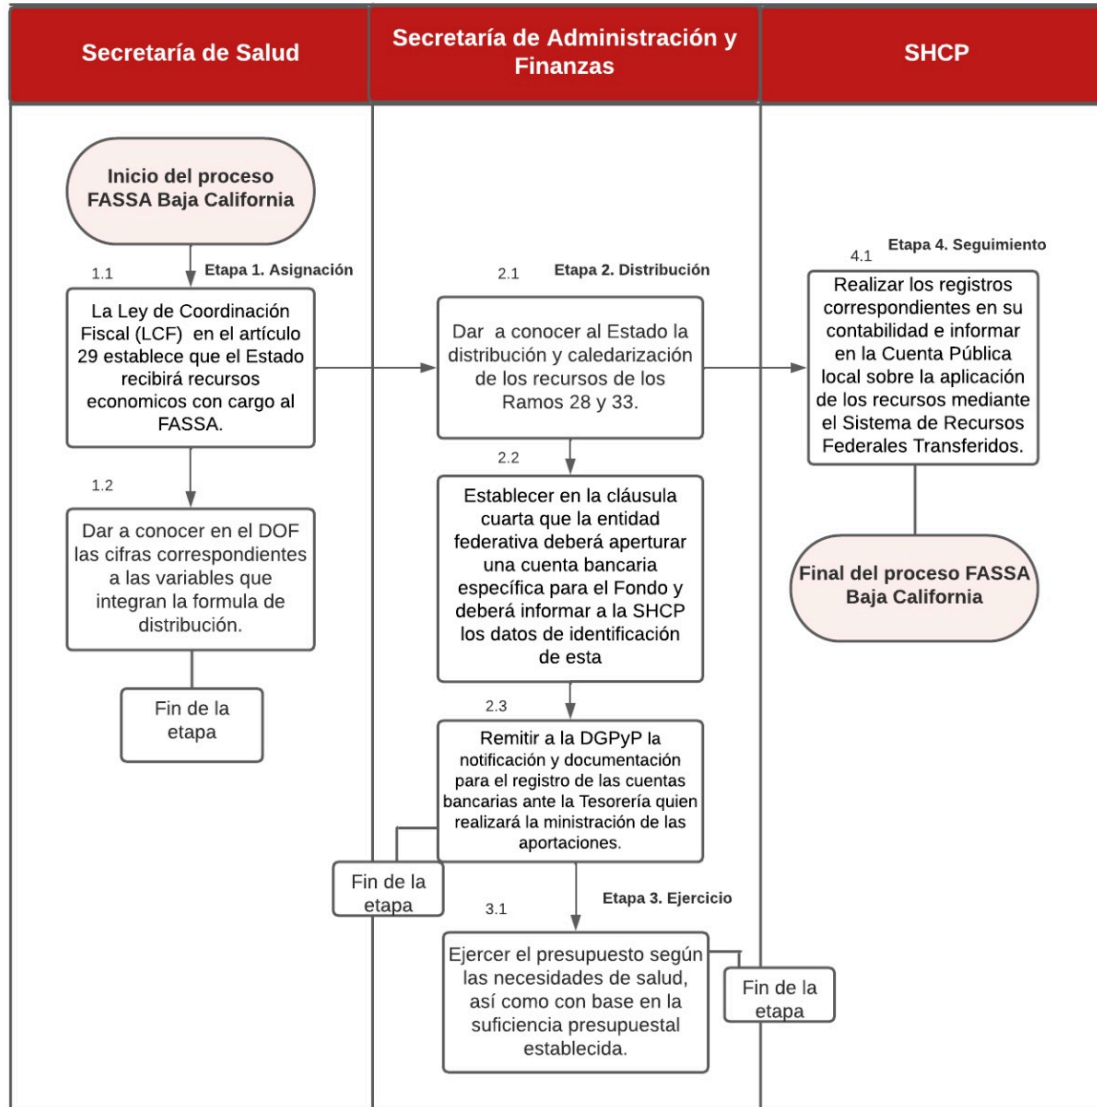 Secretaría de Salud
Secretaría de Administración y
Finanzas
SHCP
Inicio del proceso
FASSA Baja California
1.1
Etapa 1. Asignación
La Ley de Coordinación
Fiscal (LCF) en el artículo
29 establece que el Estado
recibirá recursos
economicos con cargo al
FASSA.
1.2
Dar a conocer en el DOF
las cifras correspondientes
a las variables que
integran la formula de
distribución.
Fin de la
etapa
2.1
Etapa 2. Distribución
Dar a conocer al Estado la
distribución y caledarización
de los recursos de los
Ramos 28 y 33.
2.2
Establecer en la cláusula
cuarta que la entidad
federativa deberá aperturar
una cuenta bancaria
específica para el Fondo y
deberá informar a la SHCP
los datos de identificación
de esta
2.3
Remitir a la DGPyP la
notificación y documentación
para el registro de las cuentas
bancarias ante la Tesorería quien
realizará la ministración de las
aportaciones.
Fin de la
etapa
3.1
Etapa 3. Ejercicio
Ejercer el presupuesto según
las necesidades de salud,
así como con base en la
suficiencia presupuestal
establecida.
Fin de la
etapa
4.1
Etapa 4. Seguimiento
Realizar los registros
correspondientes en su
contabilidad e informar
en la Cuenta Pública
local sobre la aplicación
de los recursos mediante
el Sistema de Recursos
Federales Transferidos.
Final del proceso FASSA
Baja California